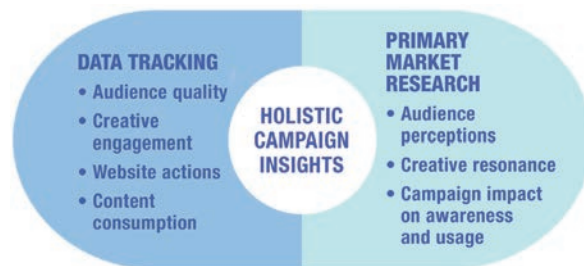 DATA TRACKING
• Audience quality
• Creative
engagement
• Website actions
• Content
consumption
HOLISTIC
CAMPAIGN
INSIGHTS
PRIMARY
MARKET
RESEARCH
• Audience
perceptions
• Creative resonance
• Campaign impact
on awareness
and usage